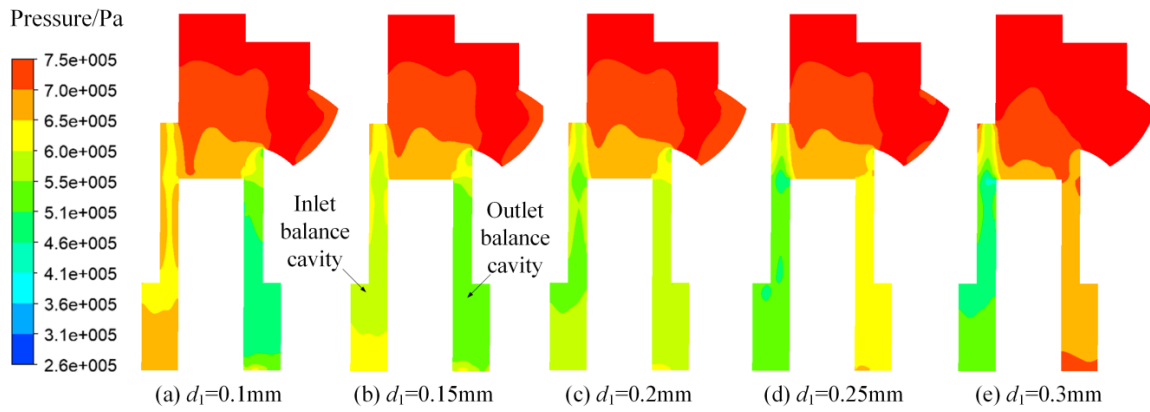 Pressure/Pa
7.5e+005
7.0e+005
6.5e+005
6.0e+005
5.5e+005
5.1e+005
4.6e+005
4.1e+005
3.6e+005
3.1e+005
2.6e+005
Inlet
balance
cavity
Outlet
balance
cavity
(a) d₁=0.1mm
(b) d₁=0.15mm
(c) d₁=0.2mm
(d) d₁=0.25mm
(e) d₁=0.3mm